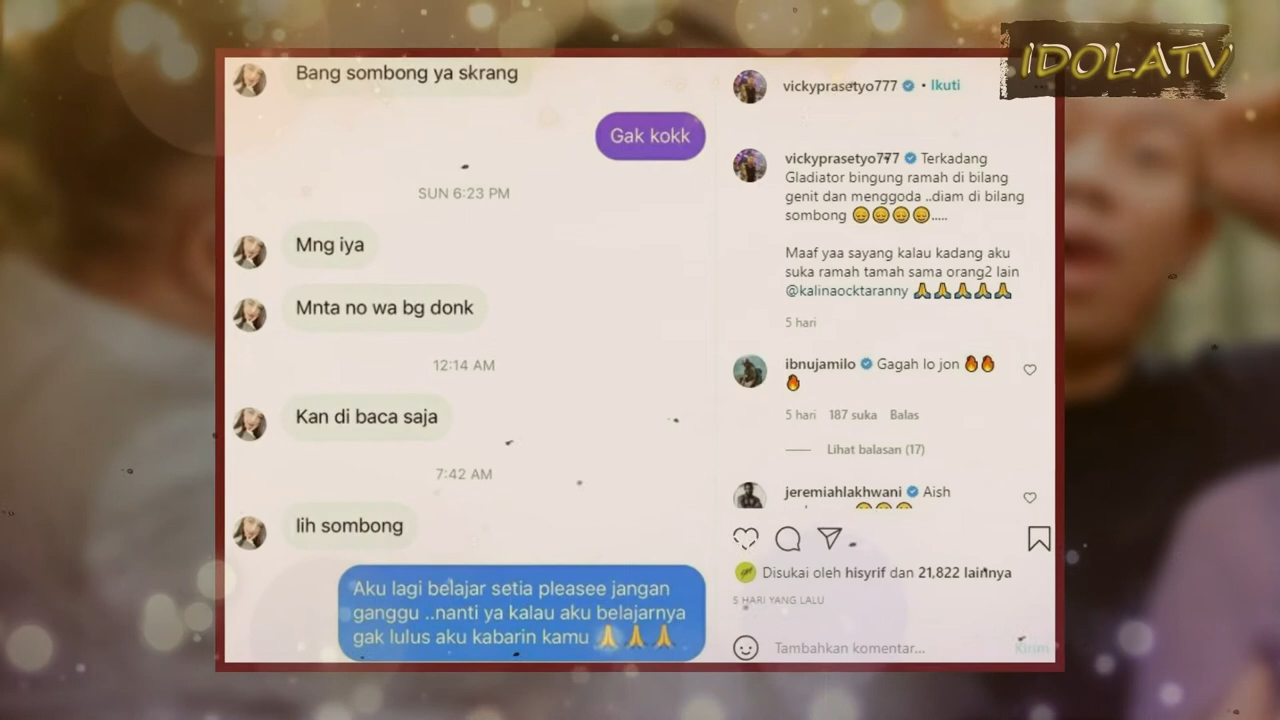 IDOLATV
Bang sombong ya skrang
Gak kokk
SUN 6:23 PM
Mng iya
Mnta no wa bg donk
12:14 AM
Kan di baca saja
7:42 AM
Iih sombong
Aku lagi belajar setia pleasee jangan
ganggu ..nanti ya kalau aku belajarnya
gak lulus aku kabarin kamu 🙏🙏🙏
vickyprasetyo777 • Ikuti
vickyprasetyo777 Terkadang
Gladiator bingung ramah di bilang
genit dan menggoda ..diam di bilang
sombong 😔😔😔😔.....
Maaf yaa sayang kalau kadang aku
suka ramah tamah sama orang2 lain
@kalinaocktaranny 🙏🙏🙏🙏🙏
5 hari
ibnujamilo Gagah lo jon 🔥🔥
🔥
5 hari 187 suka Balas
Lihat balasan (17)
jeremiahlakhwani Aish
Disukai oleh hisyrif dan 21,822 lainnya
5 HARI YANG LALU
Tambahkan komentar...
Kirim